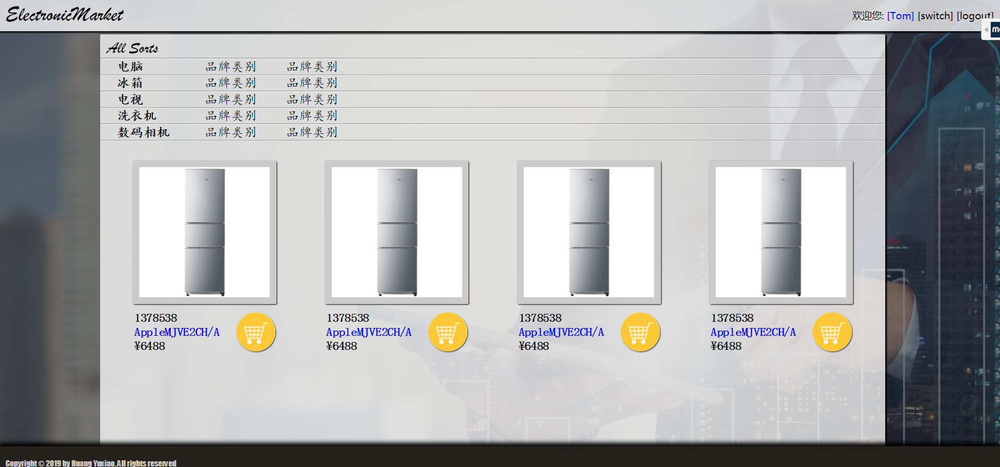 ElectronicMarket
欢迎您: [Tom] [switch] [logout]
All Sorts
电脑 品牌类别 品牌类别
冰箱 品牌类别 品牌类别
电视 品牌类别 品牌类别
洗衣机 品牌类别 品牌类别
数码相机 品牌类别 品牌类别
1378538
AppleMJVE2CH/A
¥6488
1378538
AppleMJVE2CH/A
¥6488
1378538
AppleMJVE2CH/A
¥6488
1378538
AppleMJVE2CH/A
¥6488
Copyright © 2019 by Huang Yuxiao. All rights reserved